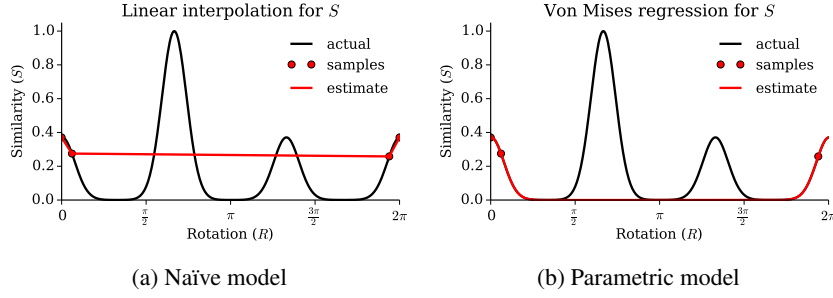 Linear interpolation for S
Similarity (S)
1.0
0.8
0.6
0.4
0.2
0.0
actual
samples
estimate
0
π/2
π
3π/2
2π
Rotation (R)
(a) Naïve model
Von Mises regression for S
Similarity (S)
1.0
0.8
0.6
0.4
0.2
0.0
actual
samples
estimate
0
π/2
π
3π/2
2π
Rotation (R)
(b) Parametric model